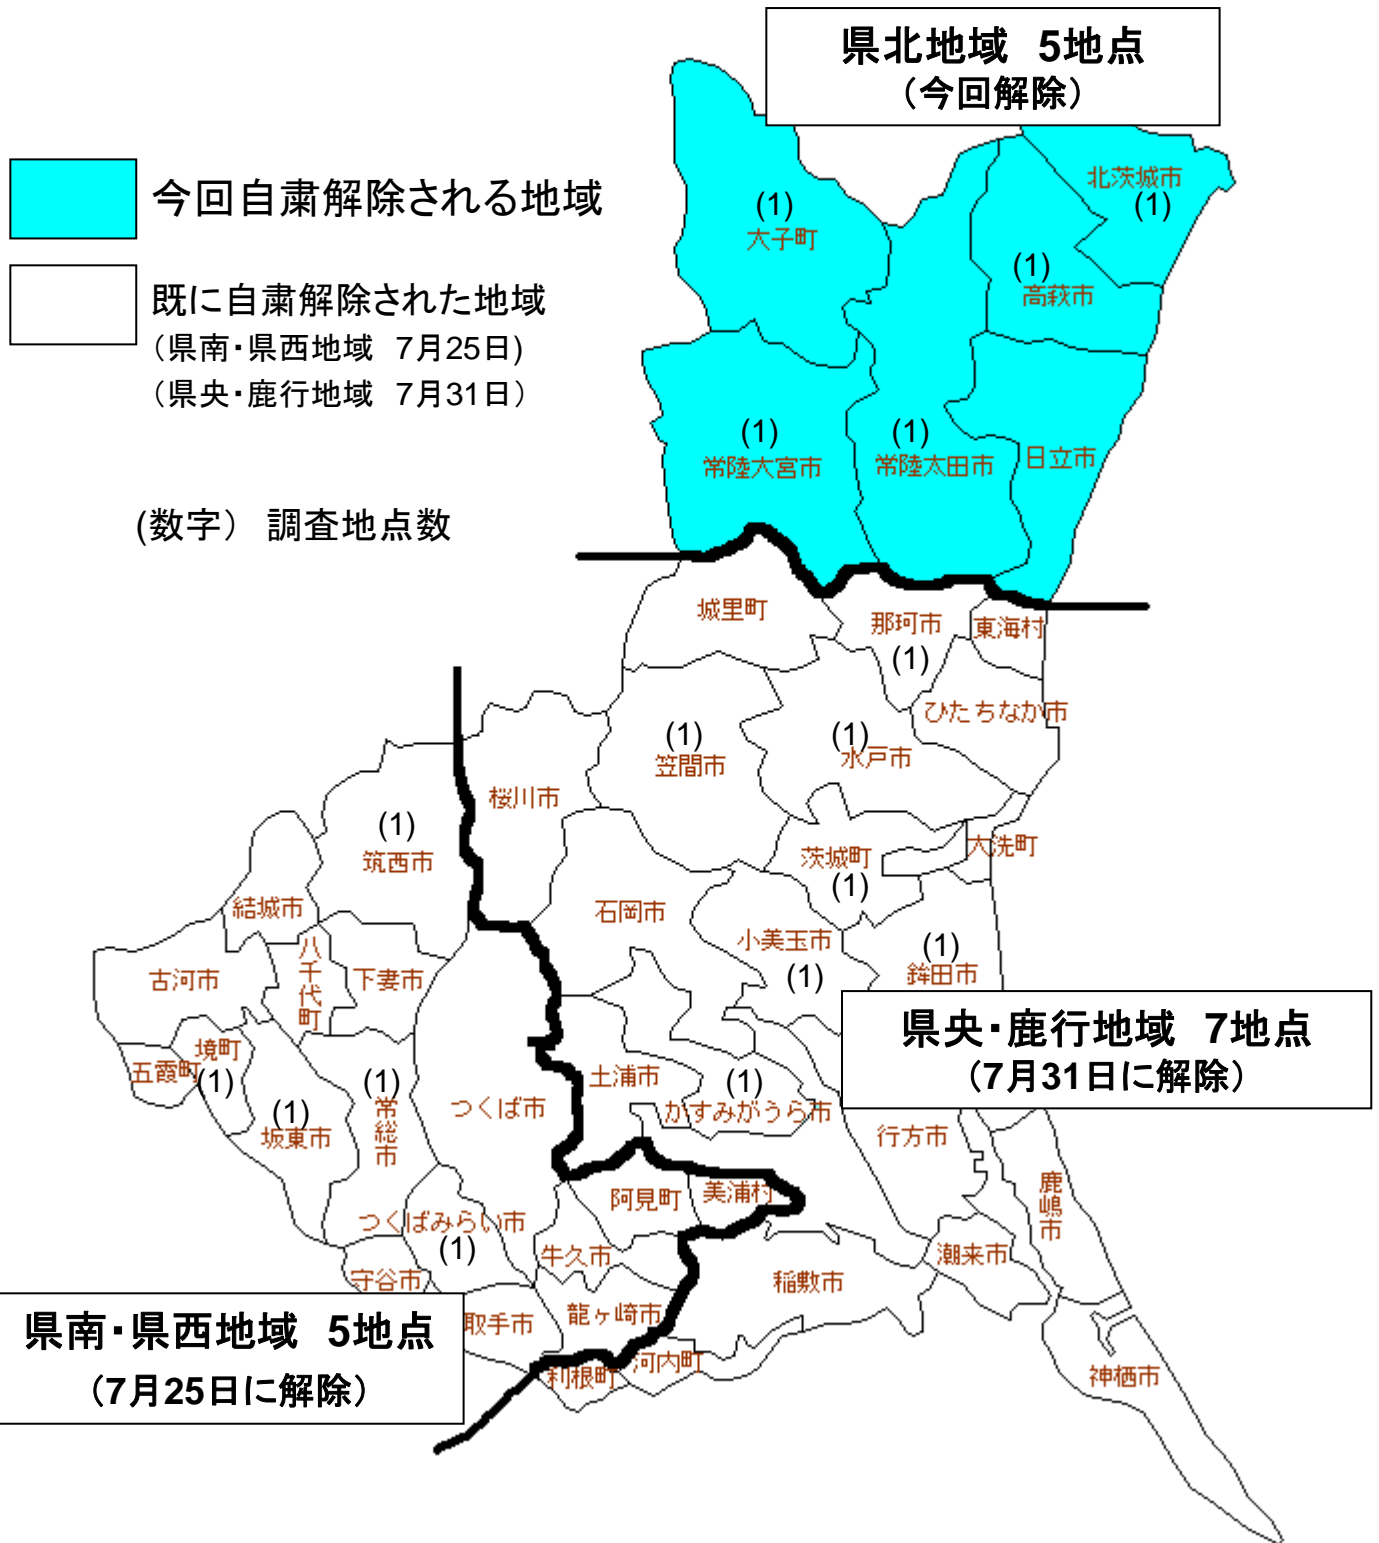 県北地域 5地点
（今回解除）
今回自粛解除される地域
既に自粛解除された地域
（県南・県西地域 7月25日)
（県央・鹿行地域 7月31日）
(数字） 調査地点数
北茨城市
(1)
(1)
大子町
(1)
高萩市
(1)
常陸大宮市
(1)
常陸太田市
日立市
城里町
那珂市
(1)
東海村
ひたちなか市
(1)
笠間市
(1)
水戸市
桜川市
(1)
筑西市
茨城町
(1)
大洗町
結城市
石岡市
小美玉市
(1)
(1)
鉾田市
古河市
八千代町
下妻市
県央・鹿行地域 7地点
（7月31日に解除）
境町
(1)
五霞町
(1)
坂東市
(1)
常総市
つくば市
土浦市
(1)
かすみがうら市
行方市
鹿嶋市
阿見町
美浦村
つくばみらい市
(1)
牛久市
潮来市
守谷市
稲敷市
県南・県西地域 5地点
（7月25日に解除）
取手市
龍ヶ崎市
利根町
河内町
神栖市